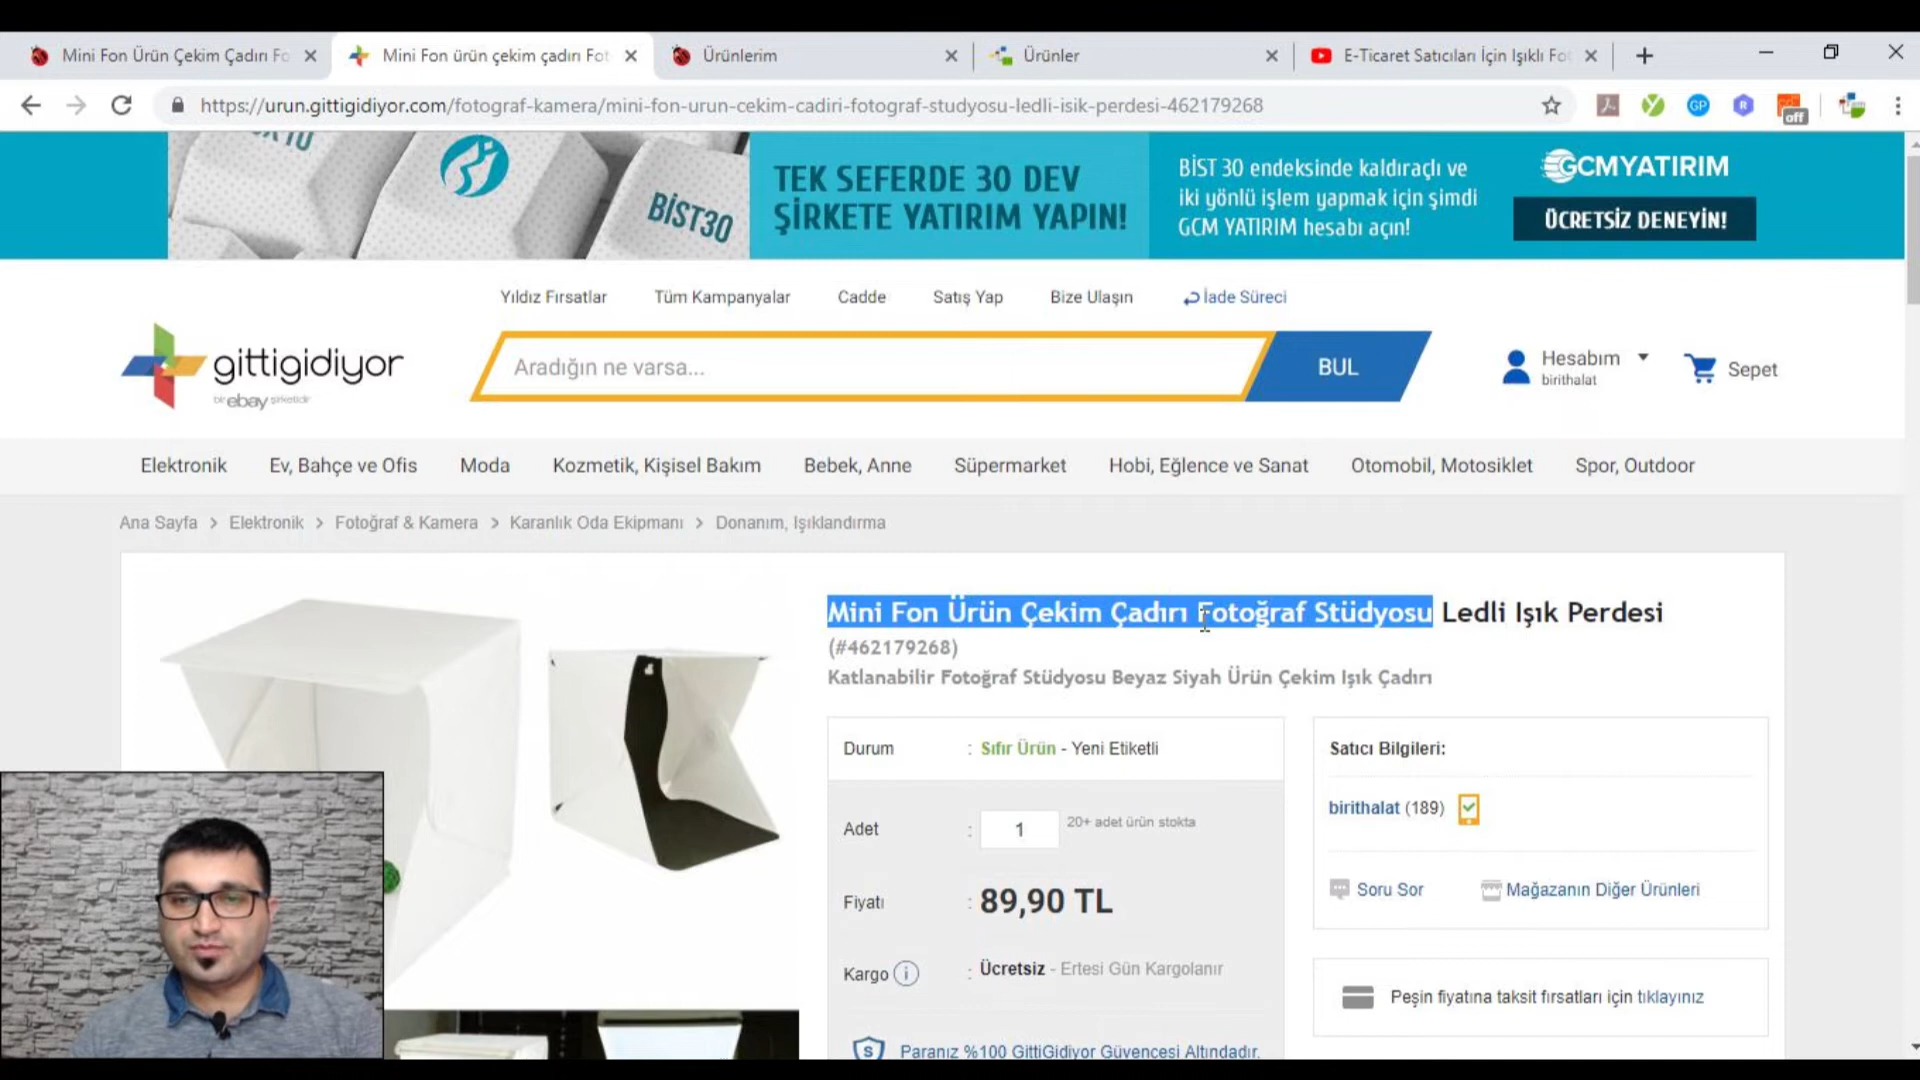 Mini Fon Ürün Çekim Çadırı Fo
Mini Fon ürün çekim çadırı Fot
Ürünlerim
Ürünler
E-Ticaret Satıcıları İçin Işıklı Fot
https://urun.gittigidiyor.com/fotograf-kamera/mini-fon-urun-cekim-cadiri-fotograf-studyosu-ledli-isik-perdesi-462179268
GP
R
off
BİST30
TEK SEFERDE 30 DEV
ŞİRKETE YATIRIM YAPIN!
BİST 30 endeksinde kaldıraçlı ve
iki yönlü işlem yapmak için şimdi
GCM YATIRIM hesabı açın!
GCMYATIRIM
ÜCRETSİZ DENEYİN!
Yıldız Fırsatlar
Tüm Kampanyalar
Cadde
Satış Yap
Bize Ulaşın
İade Süreci
gittigidiyor
bir ebay şirketidir
Aradığın ne varsa...
BUL
Hesabım
birithalat
Sepet
Elektronik
Ev, Bahçe ve Ofis
Moda
Kozmetik, Kişisel Bakım
Bebek, Anne
Süpermarket
Hobi, Eğlence ve Sanat
Otomobil, Motosiklet
Spor, Outdoor
Ana Sayfa > Elektronik > Fotoğraf & Kamera > Karanlık Oda Ekipmanı > Donanım, Işıklandırma
Mini Fon Ürün Çekim Çadırı Fotoğraf Stüdyosu Ledli Işık Perdesi
(#462179268)
Katlanabilir Fotoğraf Stüdyosu Beyaz Siyah Ürün Çekim Işık Çadırı
Durum : Sıfır Ürün - Yeni Etiketli
Adet : 1 20+ adet ürün stokta
Fiyatı : 89,90 TL
Kargo : Ücretsiz - Ertesi Gün Kargolanır
Paranız %100 GittiGidiyor Güvencesi Altındadır.
Satıcı Bilgileri:
birithalat (189)
Soru Sor
Mağazanın Diğer Ürünleri
Peşin fiyatına taksit fırsatları için tıklayınız